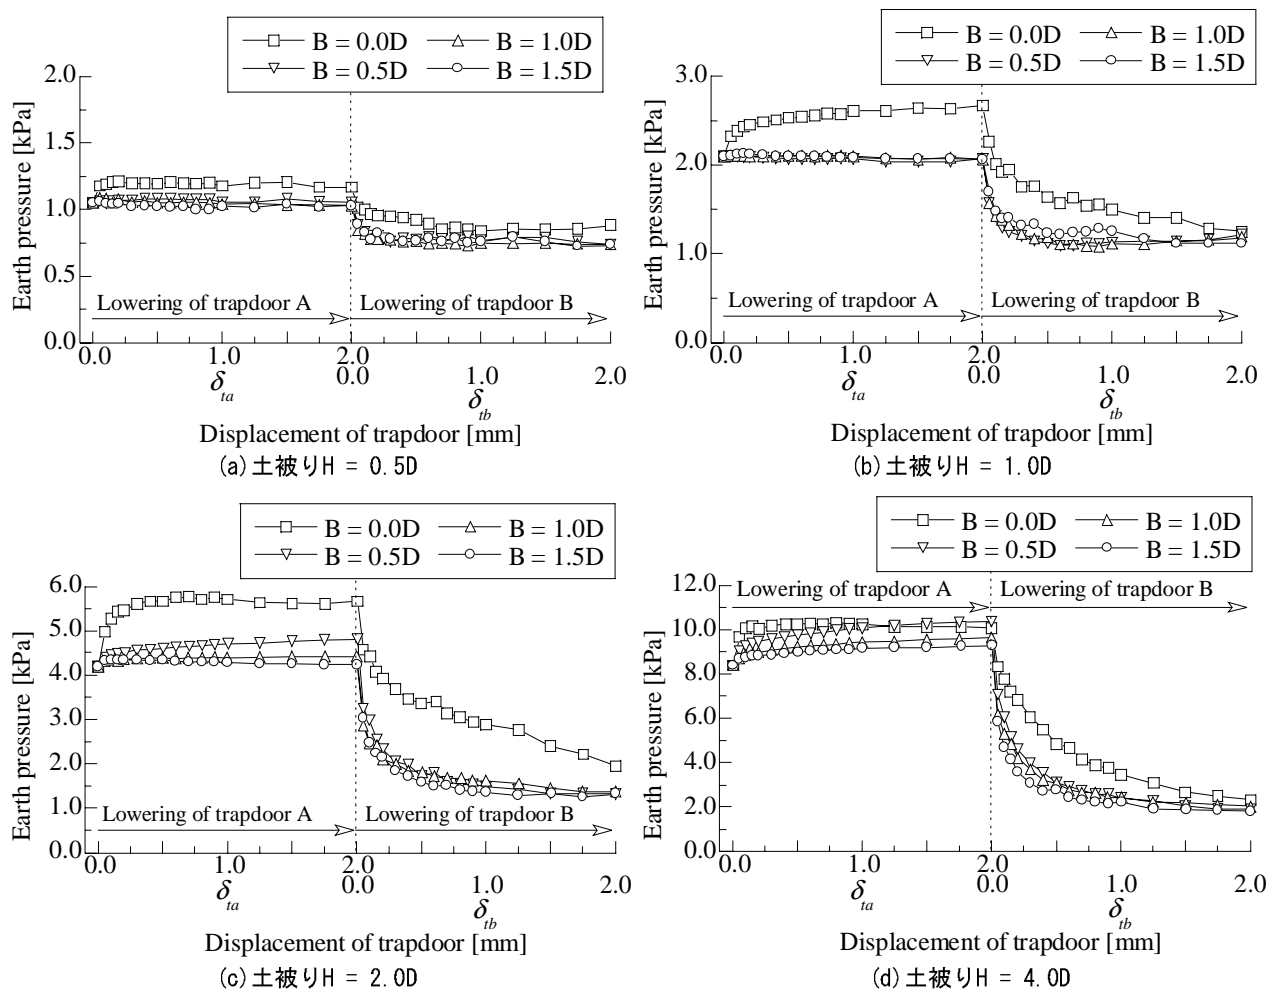 B = 0.0D B = 1.0D
B = 0.5D B = 1.5D
2.0
1.5
1.0
0.5
0.0
Earth pressure [kPa]
Lowering of trapdoor A Lowering of trapdoor B
0.0 1.0 2.0
0.0 1.0 2.0
δta δtb
Displacement of trapdoor [mm]
(a)土被りH = 0.5D
B = 0.0D B = 1.0D
B = 0.5D B = 1.5D
3.0
2.0
1.0
0.0
Earth pressure [kPa]
Lowering of trapdoor A Lowering of trapdoor B
0.0 1.0 2.0
0.0 1.0 2.0
δta δtb
Displacement of trapdoor [mm]
(b)土被りH = 1.0D
B = 0.0D B = 1.0D
B = 0.5D B = 1.5D
6.0
5.0
4.0
3.0
2.0
1.0
0.0
Earth pressure [kPa]
Lowering of trapdoor A Lowering of trapdoor B
0.0 1.0 2.0
0.0 1.0 2.0
δta δtb
Displacement of trapdoor [mm]
(c)土被りH = 2.0D
B = 0.0D B = 1.0D
B = 0.5D B = 1.5D
12.0
10.0
8.0
6.0
4.0
2.0
0.0
Earth pressure [kPa]
Lowering of trapdoor A Lowering of trapdoor B
0.0 1.0 2.0
0.0 1.0 2.0
δta δtb
Displacement of trapdoor [mm]
(d)土被りH = 4.0D